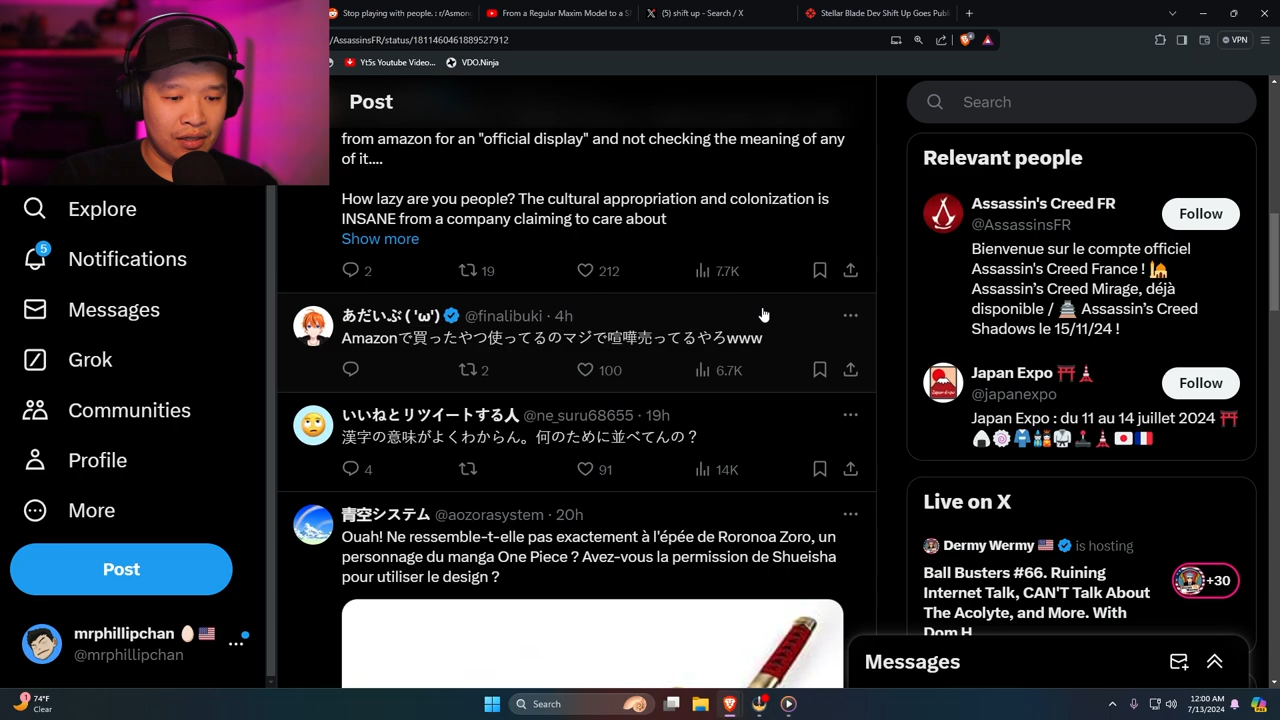 Stop playing with people. : r/Asmong
From a Regular Maxim Model to a S
(5) shift up - Search / X
Stellar Blade Dev Shift Up Goes Publ
/AssassinsFR/status/1811460461889527912
VPN
Yt5s Youtube Video...
VDO.Ninja
Post
Search
from amazon for an "official display" and not checking the meaning of any
of it....
How lazy are you people? The cultural appropriation and colonization is
INSANE from a company claiming to care about
Show more
2
19
212
7.7K
あだいぶ ( 'ω') @finalibuki · 4h
Amazonで買ったやつ使ってるのマジで喧嘩売ってるやろwww
2
100
6.7K
いいねとリツイートする人 @ne_suru68655 · 19h
漢字の意味がよくわからん。何のために並べてんの？
4
91
14K
青空システム @aozorasystem · 20h
Ouah! Ne ressemble-t-elle pas exactement à l'épée de Roronoa Zoro, un
personnage du manga One Piece ? Avez-vous la permission de Shueisha
pour utiliser le design ?
Explore
5
Notifications
Messages
Grok
Communities
Profile
More
Post
mrphillipchan
@mrphillipchan
Relevant people
Assassin's Creed FR
@AssassinsFR
Follow
Bienvenue sur le compte officiel
Assassin's Creed France !
Assassin's Creed Mirage, déjà
disponible / Assassin's Creed
Shadows le 15/11/24 !
Japan Expo
@japanexpo
Follow
Japan Expo : du 11 au 14 juillet 2024
Live on X
Dermy Wermy is hosting
Ball Busters #66. Ruining
Internet Talk, CAN'T Talk About
The Acolyte, and More. With
Dom H
+30
Messages
74°F
Clear
Search
12:00 AM
7/13/2024